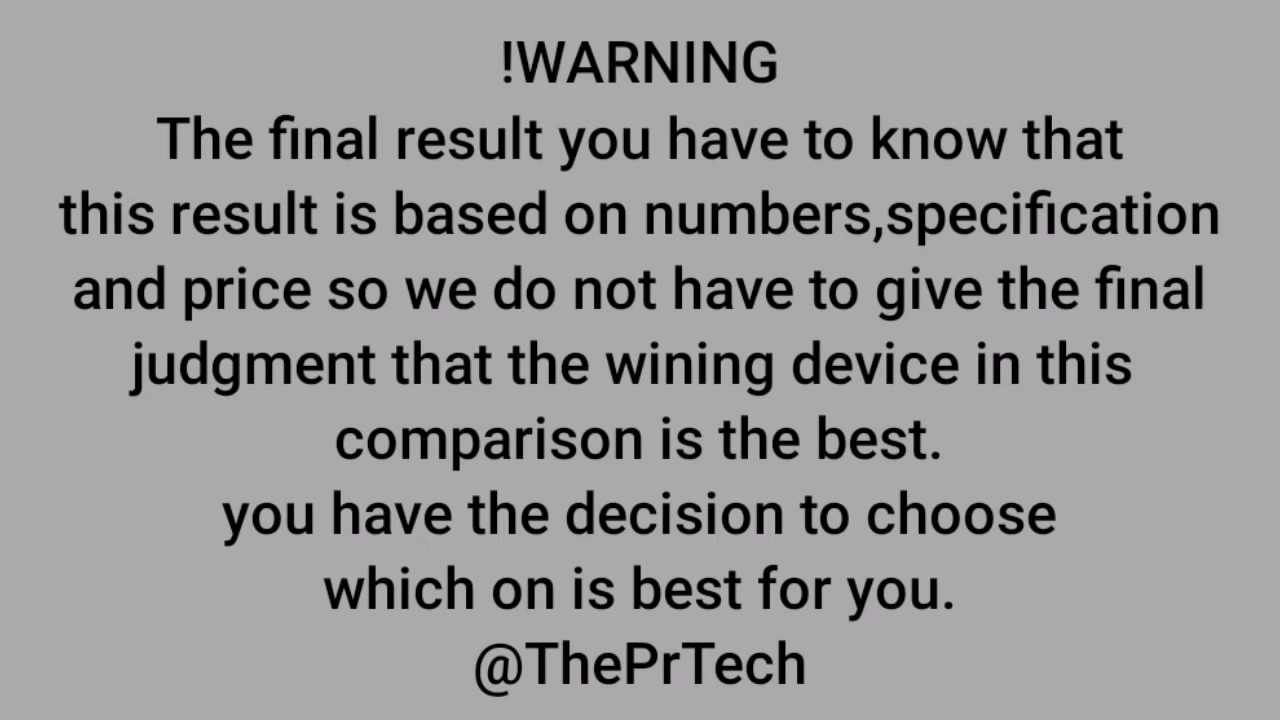 !WARNING
The final result you have to know that
this result is based on numbers,specification
and price so we do not have to give the final
judgment that the wining device in this
comparison is the best.
you have the decision to choose
which on is best for you.
@ThePrTech